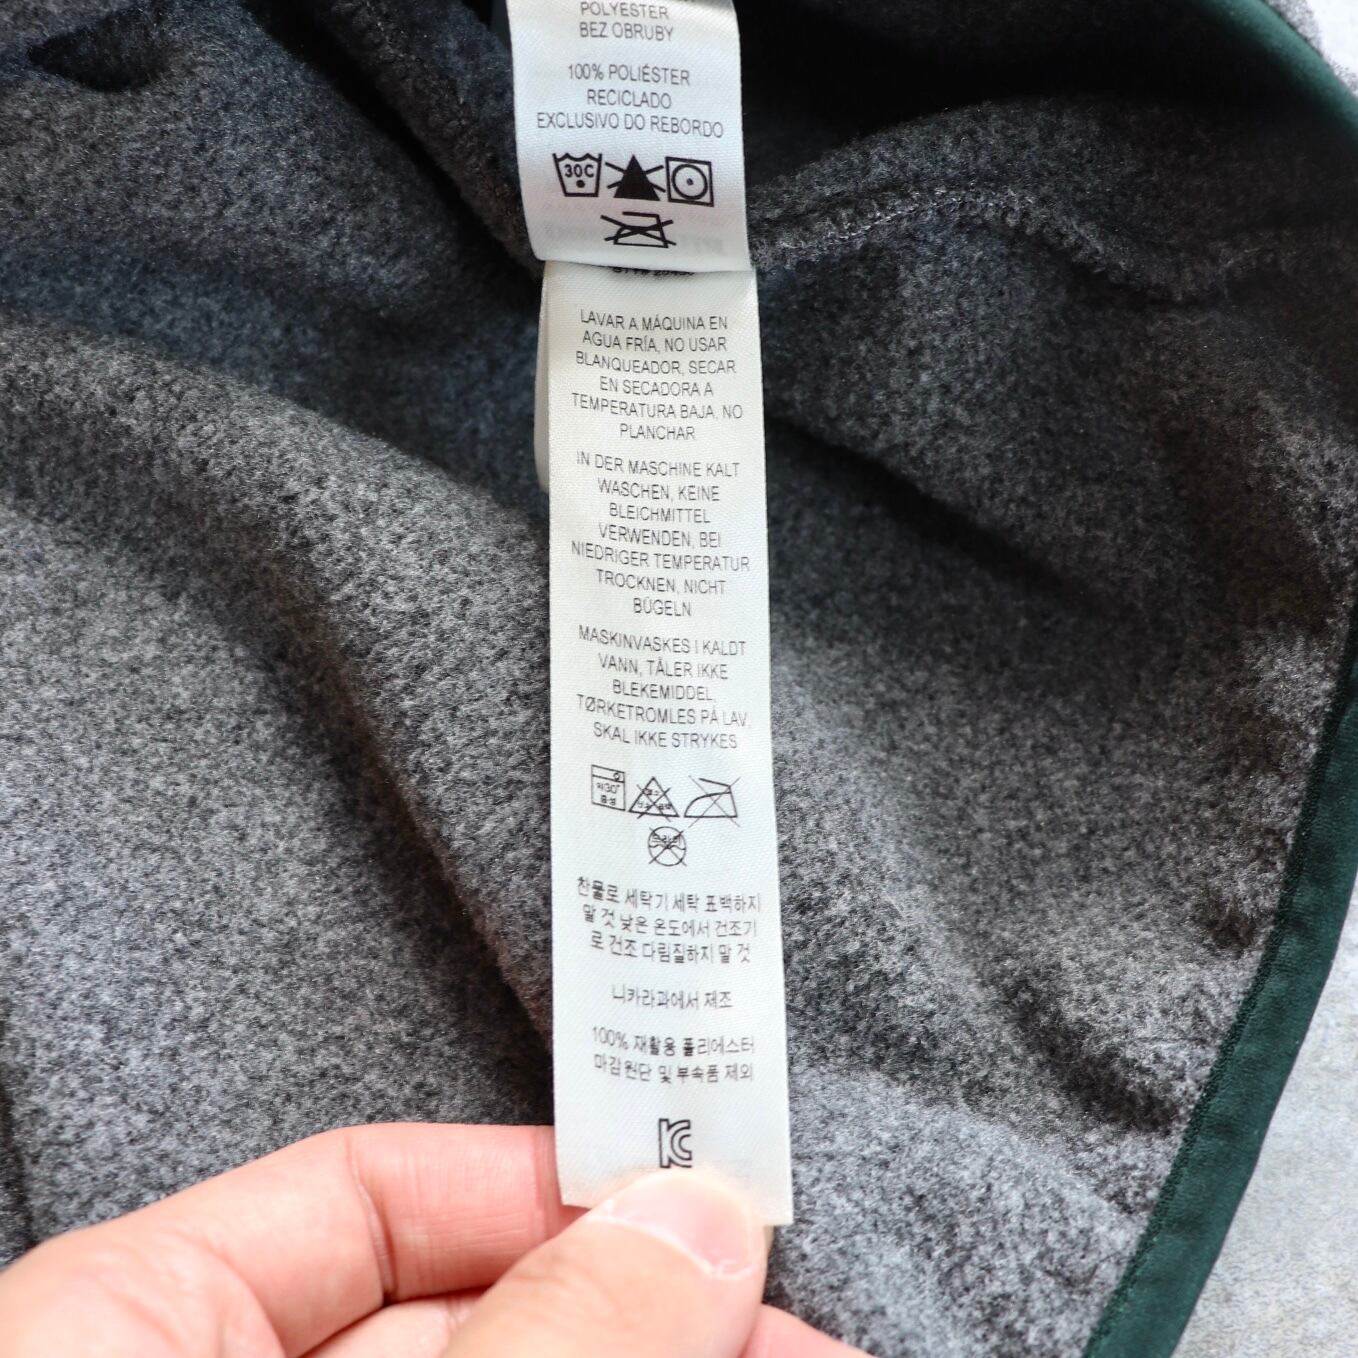 POLYESTER
BEZ OBRUBY
100% POLIÉSTER
RECICLADO
EXCLUSIVO DO REBORDO
30C
LAVAR A MÁQUINA EN
AGUA FRÍA, NO USAR
BLANQUEADOR, SECAR
EN SECADORA A
TEMPERATURA BAJA, NO
PLANCHAR
IN DER MASCHINE KALT
WASCHEN, KEINE
BLEICHMITTEL
VERWENDEN, BEI
NIEDRIGER TEMPERATUR
TROCKNEN, NICHT
BÜGELN
MASKINVASKES I KALDT
VANN, TÅLER IKKE
BLEKEMIDDEL,
TØRKETROMLES PÅ LAV,
SKAL IKKE STRYKES
약30°
중성
찬물로 세탁기 세탁 표백하지
말 것 낮은 온도에서 건조기
로 건조 다림질하지 말 것
니카라과에서 제조
100% 재활용 폴리에스터
마감원단 및 부속품 제외
KC